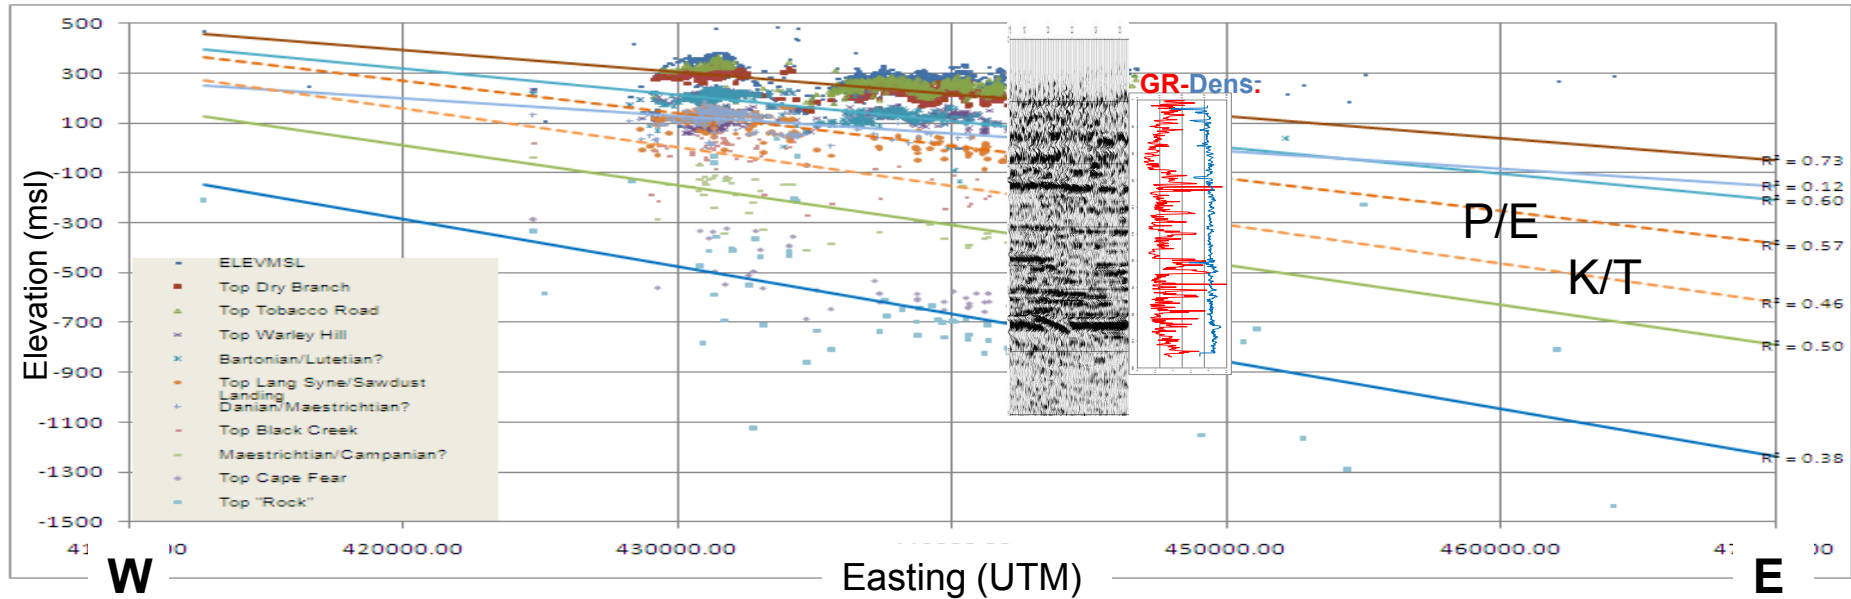 500
300
100
-100
-300
-500
-700
-900
-1100
-1300
-1500
Elevation (msl)
GR-Dens:
ELEVMSL
Top Dry Branch
Top Tobacco Road
Top Warley Hill
Bartonian/Lutetian?
Top Lang Syne/Sawdust
Landing
Danian/Maestrichtian?
Top Black Creek
Maestrichtian/Campanian?
Top Cape Fear
Top "Rock"
P/E
K/T
R² = 0.73
R² = 0.12
R² = 0.60
R² = 0.57
R² = 0.46
R² = 0.50
R² = 0.38
420000.00 430000.00 450000.00 460000.00
W Easting (UTM) E